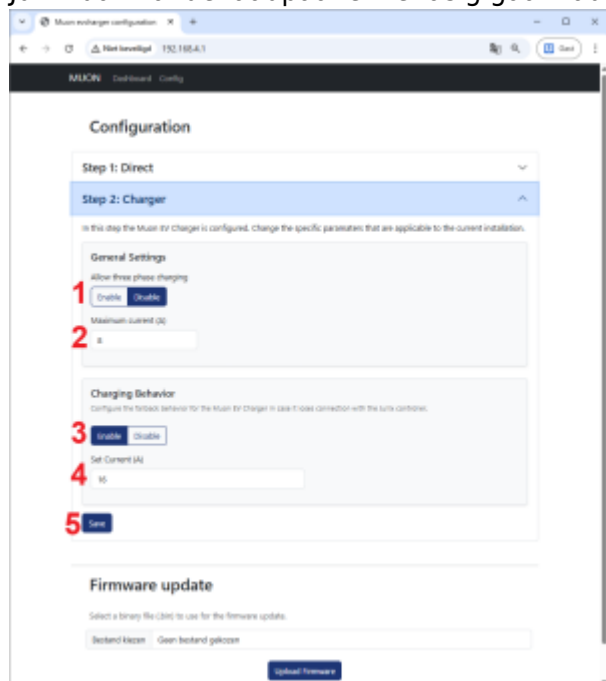 Muon evcharger configuration
Niet beveiligd 192.168.4.1
Gast
MUON Dashboard Config
Configuration
Step 1: Direct
Step 2: Charger
In this step the Muon EV Charger is configured. Change the specific parameters that are applicable to the current installation.
General Settings
Allow three phase charging
1 Enable Disable
Maximum current (A)
2
Charging Behavior
Configure the fallback behavior for the Muon EV Charger in case it loses connection with the
3 Enable Disable
Set Current (A)
4 16
5 Save
Firmware update
Select a binary file (.bin) to use for the firmware update.
Bestand kiezen Geen bestand gekozen
Upload Firmware